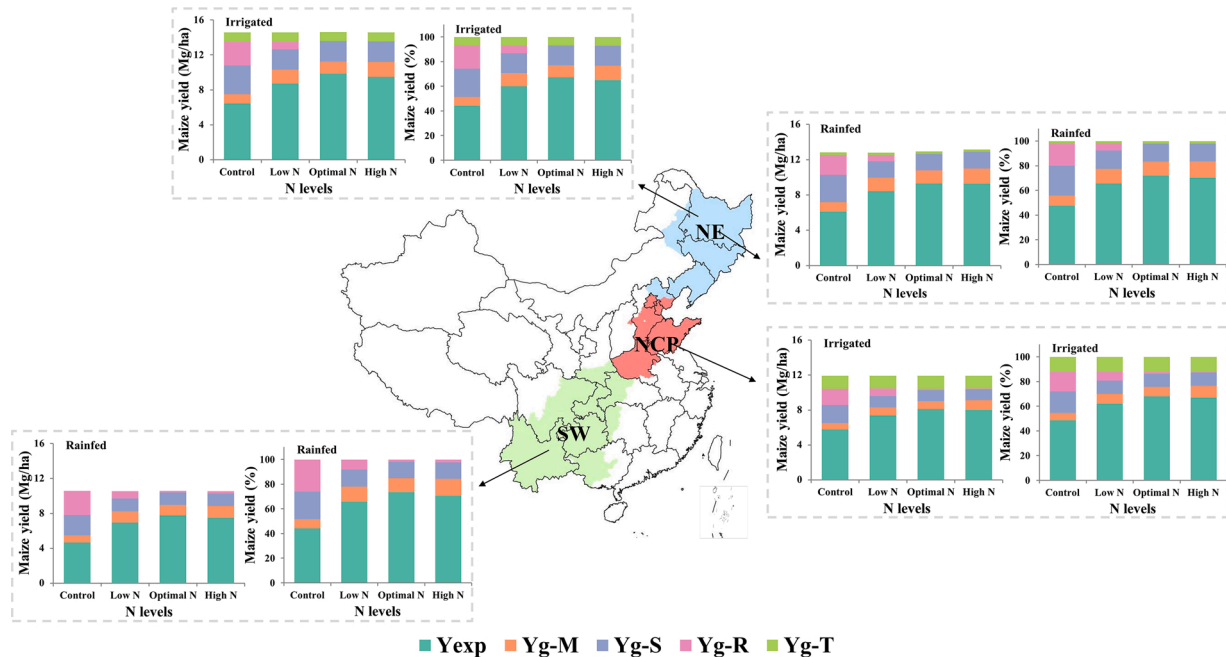 Irrigated
Maize yield (Mg/ha)
16
12
8
4
0
Control Low N Optimal N High N
N levels
Irrigated
Maize yield (%)
100
80
60
40
20
0
Control Low N Optimal N High N
N levels
Rainfed
Maize yield (Mg/ha)
16
12
8
4
0
Control Low N Optimal N High N
N levels
Rainfed
Maize yield (%)
100
80
60
40
20
0
Control Low N Optimal N High N
N levels
NE
NCP
SW
Irrigated
Maize yield (Mg/ha)
16
12
8
4
0
Control Low N Optimal N High N
N levels
Irrigated
Maize yield (%)
100
80
60
40
20
0
Control Low N Optimal N High N
N levels
Rainfed
Maize yield (Mg/ha)
16
12
8
4
0
Control Low N Optimal N High N
N levels
Rainfed
Maize yield (%)
100
80
60
40
20
0
Control Low N Optimal N High N
N levels
Yexp Yg-M Yg-S Yg-R Yg-T